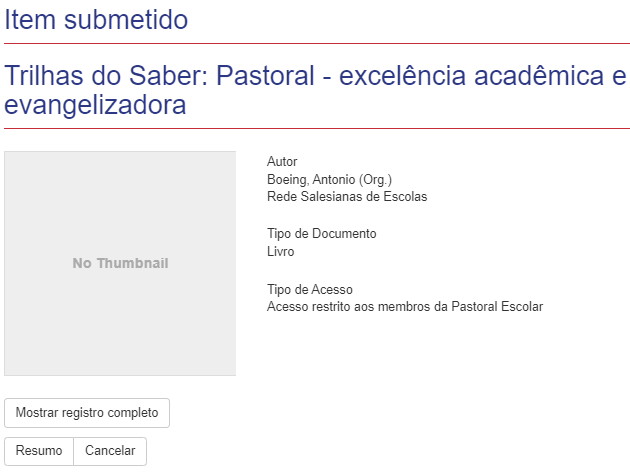 Item submetido
Trilhas do Saber: Pastoral - excelência acadêmica e
evangelizadora
No Thumbnail
Autor
Boeing, Antonio (Org.)
Rede Salesianas de Escolas
Tipo de Documento
Livro
Tipo de Acesso
Acesso restrito aos membros da Pastoral Escolar
Mostrar registro completo
Resumo Cancelar